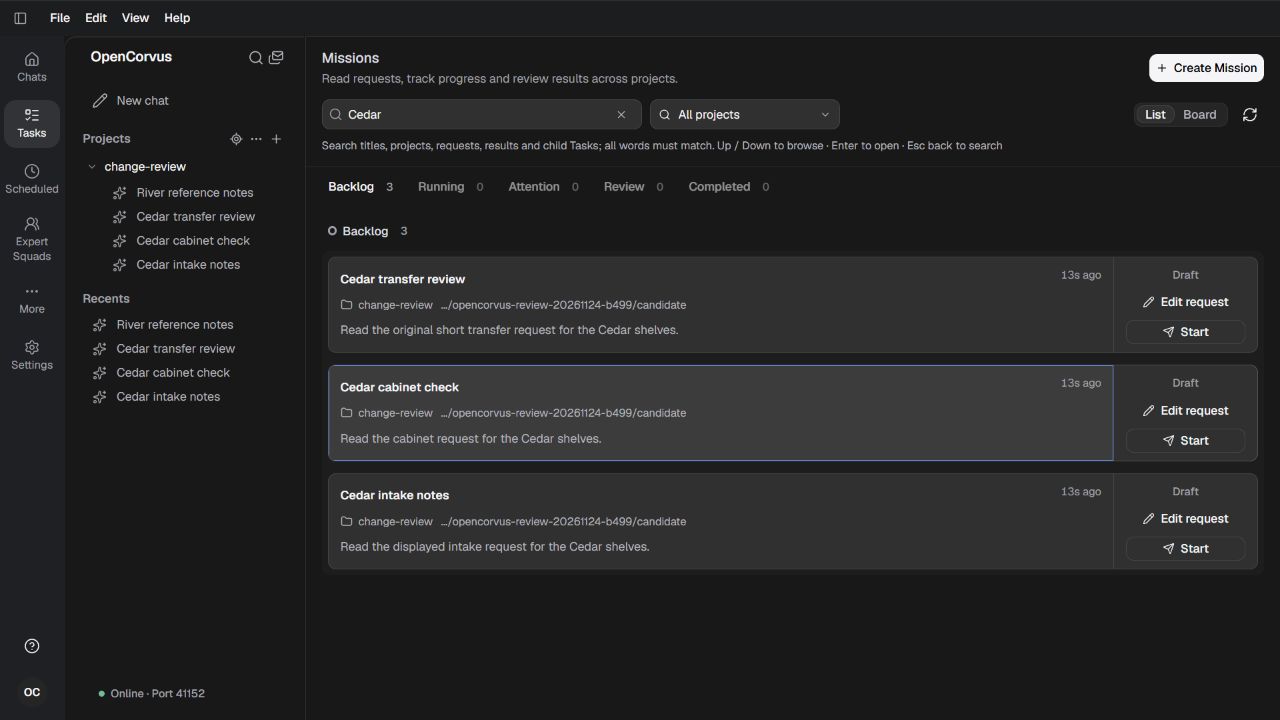 File Edit View Help
Chats
Tasks
Scheduled
Expert
Squads
More
Settings
OC
OpenCorvus
New chat
Projects
change-review
River reference notes
Cedar transfer review
Cedar cabinet check
Cedar intake notes
Recents
River reference notes
Cedar transfer review
Cedar cabinet check
Cedar intake notes
Online · Port 41152
Missions
Read requests, track progress and review results across projects.
Create Mission
Cedar
All projects
List Board
Search titles, projects, requests, results and child Tasks; all words must match. Up / Down to browse · Enter to open · Esc back to search
Backlog 3 Running 0 Attention 0 Review 0 Completed 0
Backlog 3
Cedar transfer review 13s ago
change-review …/opencorvus-review-20261124-b499/candidate
Read the original short transfer request for the Cedar shelves.
Draft
Edit request
Start
Cedar cabinet check 13s ago
change-review …/opencorvus-review-20261124-b499/candidate
Read the cabinet request for the Cedar shelves.
Draft
Edit request
Start
Cedar intake notes 13s ago
change-review …/opencorvus-review-20261124-b499/candidate
Read the displayed intake request for the Cedar shelves.
Draft
Edit request
Start